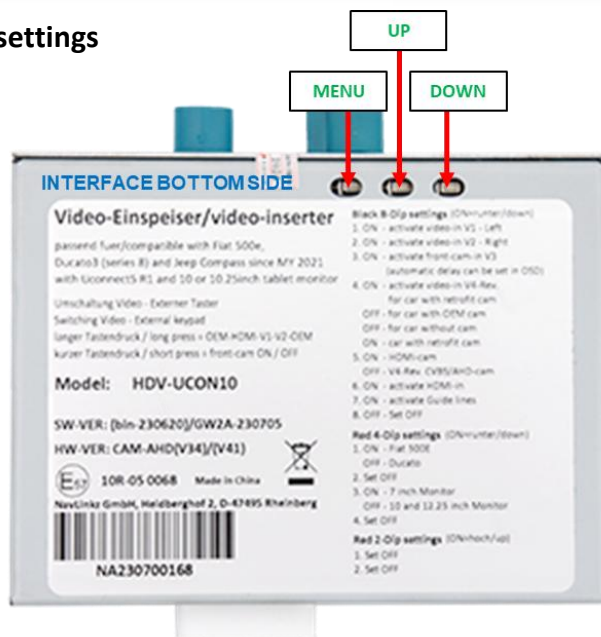 settings
UP
MENU
DOWN
INTERFACE BOTTOM SIDE
Video-Einspeiser/video-inserter
passend fuer/compatible with Fiat 500e,
Ducato3 (series 8) and Jeep Compass since MY 2021
with Uconnect5 R1 and 10 or 10.25inch tablet monitor
Umschaltung Video - Externer Taster
Switching Video - External keypad
langer Tastendruck / long press = OEM-HDMI-V1-V2-OEM
kurzer Tastendruck / short press = front-cam ON / OFF
Model: HDV-UCON10
SW-VER: (bin-230620)/GW2A-230705
HW-VER: CAM-AHD(V34)/(V41)
E57 10R-05 0068 Made in China
NavLinkz GmbH, Heidberghof 2, D-47495 Rheinberg
NA230700168
Black 8-Dip settings (ON=runter/down)
1. ON - activate video-in V1 - Left
2. ON - activate video-in V2 - Right
3. ON - activate front-cam-in V3
(automatic delay can be set in OSD)
4. ON - activate video-in V4-Rev.
for car with retrofit cam
OFF - for car with OEM cam
OFF - for car without cam
ON - car with retrofit cam
5. ON - HDMI-cam
OFF - V4-Rev. CVBS/AHD-cam
6. ON - activate HDMI-in
7. ON - activate Guide lines
8. OFF - Set OFF
Red 4-Dip settings (ON=runter/down)
1. ON - Fiat 500E
OFF - Ducato
2. Set OFF
3. ON - 7 inch Monitor
OFF - 10 and 12.25 inch Monitor
4. Set OFF
Red 2-Dip settings (ON=hoch/up)
1. Set OFF
2. Set OFF